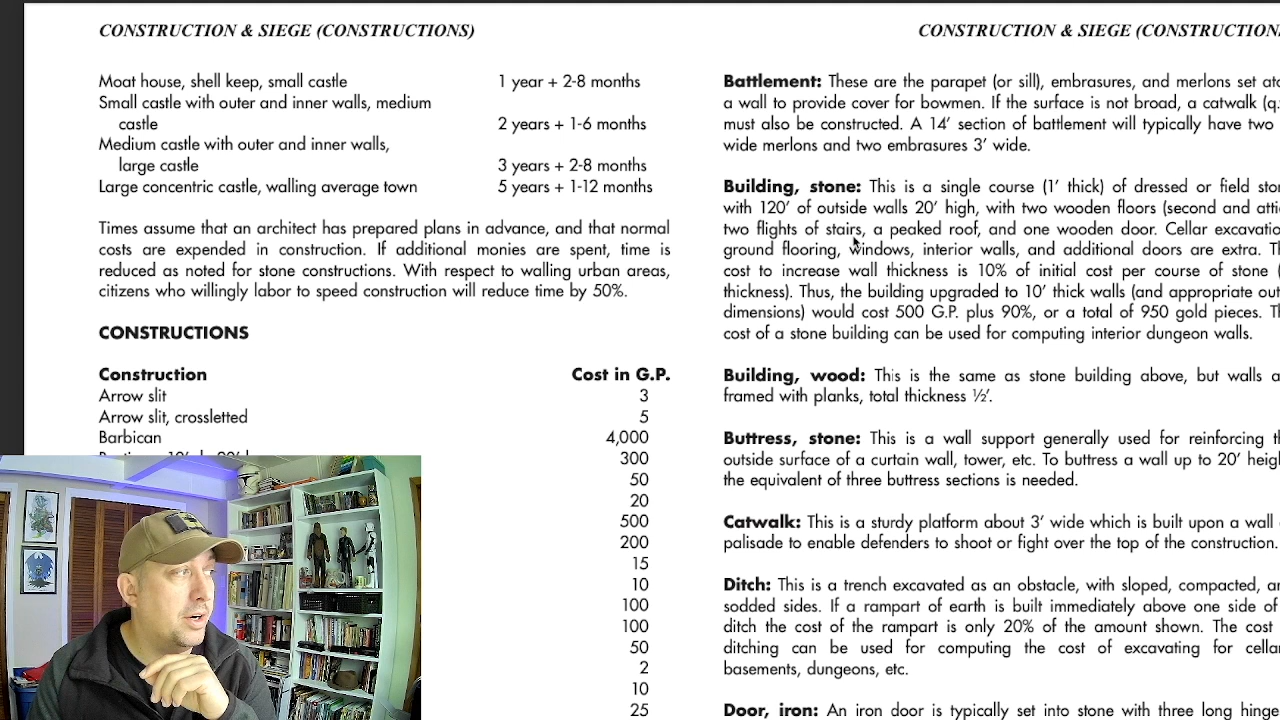 CONSTRUCTION & SIEGE (CONSTRUCTIONS)
Moat house, shell keep, small castle 1 year + 2-8 months
Small castle with outer and inner walls, medium
castle 2 years + 1-6 months
Medium castle with outer and inner walls,
large castle 3 years + 2-8 months
Large concentric castle, walling average town 5 years + 1-12 months
Times assume that an architect has prepared plans in advance, and that normal
costs are expended in construction. If additional monies are spent, time is
reduced as noted for stone constructions. With respect to walling urban areas,
citizens who willingly labor to speed construction will reduce time by 50%.
CONSTRUCTIONS
Construction Cost in G.P.
Arrow slit 3
Arrow slit, crossletted 5
Barbican 4,000
300
50
20
500
200
15
10
100
100
50
2
10
25
CONSTRUCTION & SIEGE (CONSTRUCTION
Battlement: These are the parapet (or sill), embrasures, and merlons set
a wall to provide cover for bowmen. If the surface is not broad, a catwalk
must also be constructed. A 14' section of battlement will typically have two
wide merlons and two embrasures 3' wide.
Building, stone: This is a single course (1' thick) of dressed or field
with 120' of outside walls 20' high, with two wooden floors (second and
two flights of stairs, a peaked roof, and one wooden door. Cellar
ground flooring, windows, interior walls, and additional doors are extra.
cost to increase wall thickness is 10% of initial cost per course of stone
thickness). Thus, the building upgraded to 10' thick walls (and appropriate
dimensions) would cost 500 G.P. plus 90%, or a total of 950 gold pieces.
cost of a stone building can be used for computing interior dungeon walls.
Building, wood: This is the same as stone building above, but walls
framed with planks, total thickness ½'.
Buttress, stone: This is a wall support generally used for reinforcing
outside surface of a curtain wall, tower, etc. To buttress a wall up to 20'
the equivalent of three buttress sections is needed.
Catwalk: This is a sturdy platform about 3' wide which is built upon a wall
palisade to enable defenders to shoot or fight over the top of the construction.
Ditch: This is a trench excavated as an obstacle, with sloped, compacted,
sodded sides. If a rampart of earth is built immediately above one side of
ditch the cost of the rampart is only 20% of the amount shown. The cost
ditching can be used for computing the cost of excavating for
basements, dungeons, etc.
Door, iron: An iron door is typically set into stone with three long